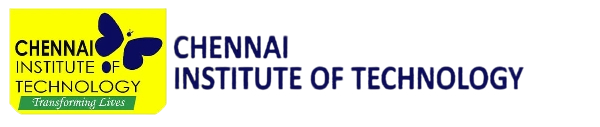 CHENNAI
INSTITUTE OF
TECHNOLOGY
Transforming Lives
CHENNAI
INSTITUTE OF TECHNOLOGY